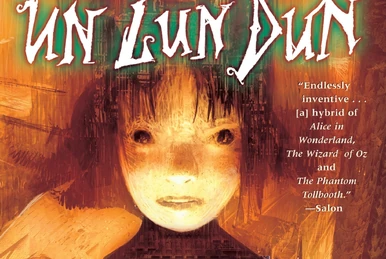 UN LUN DUN
“Endlessly
inventive . . .
[a] hybrid of
Alice in
Wonderland,
The Wizard of Oz
and
The Phantom
Tollbooth.”
—Salon